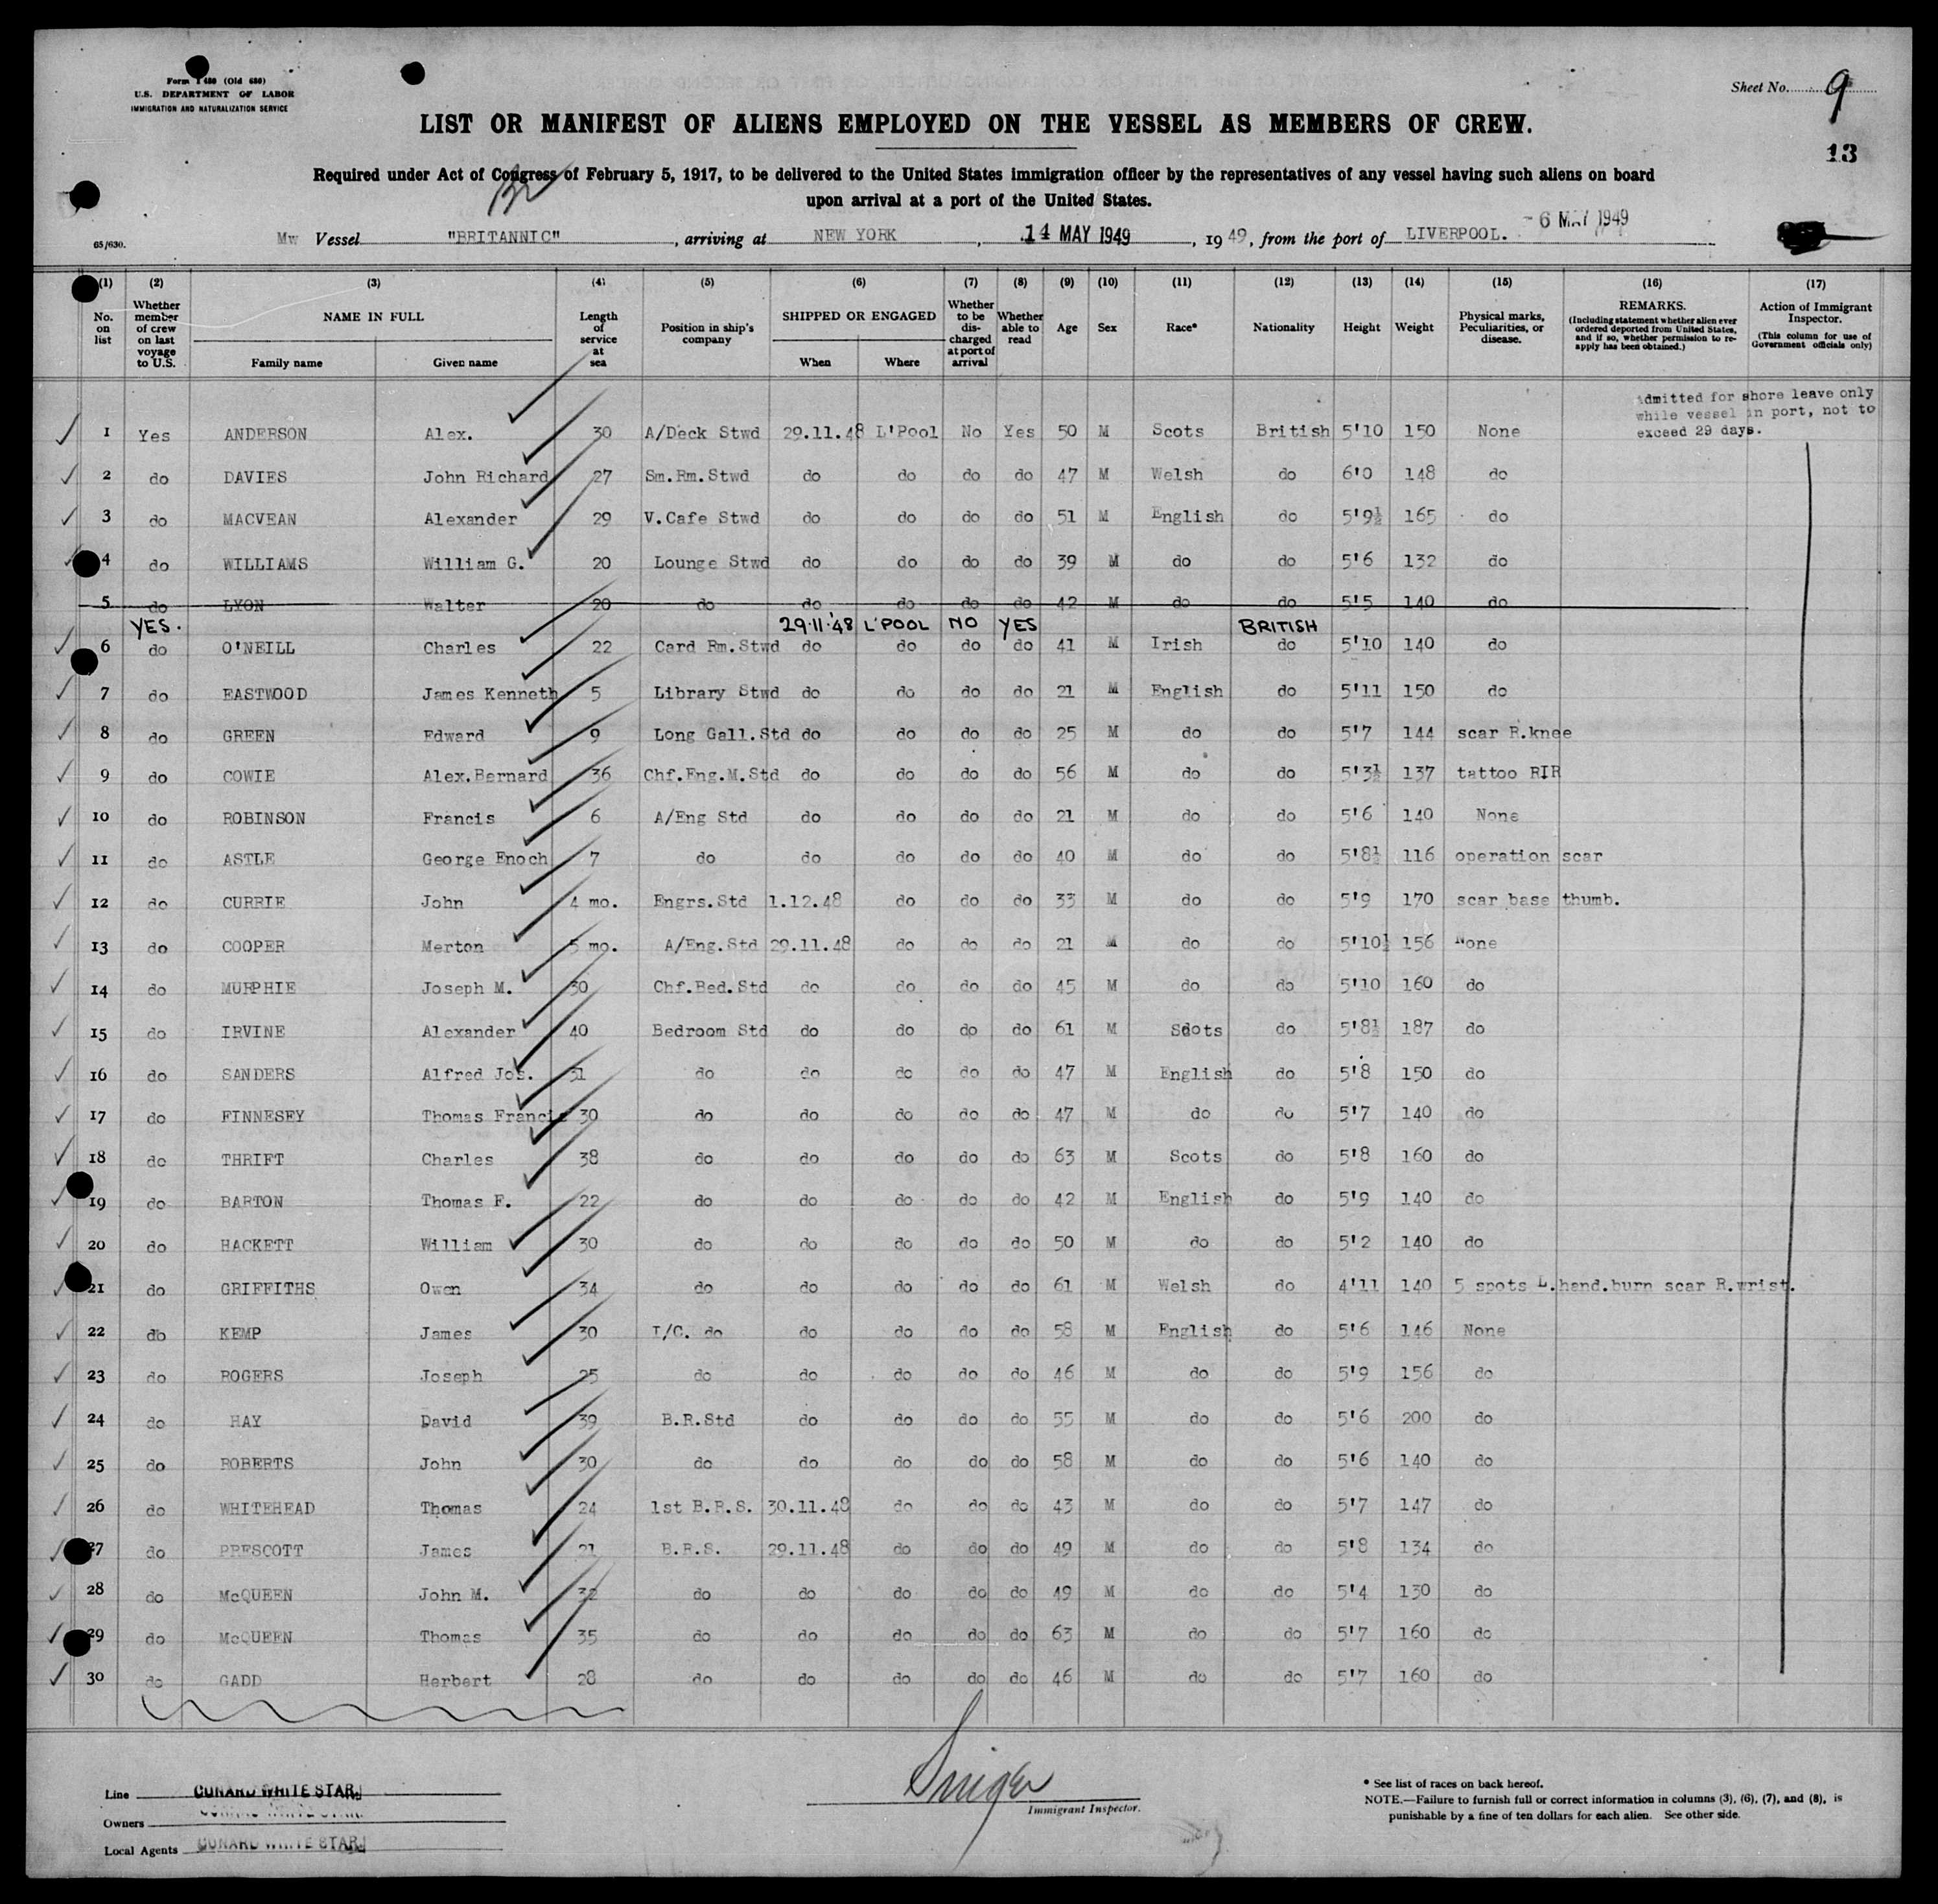 Form 1 480 (Old 680)
U.S. DEPARTMENT OF LABOR
IMMIGRATION AND NATURALIZATION SERVICE
Sheet No. 9
13
LIST OR MANIFEST OF ALIENS EMPLOYED ON THE VESSEL AS MEMBERS OF CREW.
Required under Act of Congress of February 5, 1917, to be delivered to the United States immigration officer by the representatives of any vessel having such aliens on board
upon arrival at a port of the United States.
65/630. Mw Vessel "BRITANNIC", arriving at NEW YORK, 14 MAY 1949, 1949, from the port of LIVERPOOL. - 6 MAY 1949
(1) (2) (3) (4) (5) (6) (7) (8) (9) (10) (11) (12) (13) (14) (15) (16) (17)
No. on list
Whether member of crew on last voyage to U.S.
NAME IN FULL
Family name Given name
Length of service at sea
Position in ship's company
SHIPPED OR ENGAGED
When Where
Whether to be discharged at port of arrival
Whether able to read
Age Sex Race* Nationality Height Weight
Physical marks, Peculiarities, or disease.
REMARKS.
(Including statement whether alien ever ordered deported from United States, and if so, whether permission to re-apply has been obtained.)
Action of Immigrant Inspector.
(This column for use of Government officials only)
Admitted for shore leave only
while vessel in port, not to
exceed 29 days.
1 Yes ANDERSON Alex. 30 A/Deck Stwd 29.11.48 L'Pool No Yes 50 M Scots British 5'10 150 None
2 do DAVIES John Richard 27 Sm.Rm.Stwd do do do do 47 M Welsh do 6'0 148 do
3 do MACVEAN Alexander 29 V.Cafe Stwd do do do do 51 M English do 5'9½ 165 do
4 do WILLIAMS William G. 20 Lounge Stwd do do do do 39 M do do 5'6 132 do
5 do LYON Walter 20 do do do do do 42 M do do 5'5 140 do
YES. 29.11.'48 L'POOL NO YES BRITISH
6 do O'NEILL Charles 22 Card Rm.Stwd do do do do 41 M Irish do 5'10 140 do
7 do EASTWOOD James Kenneth 5 Library Stwd do do do do 21 M English do 5'11 150 do
8 do GREEN Edward 9 Long Gall.Std do do do do 25 M do do 5'7 144 scar R.knee
9 do COWIE Alex.Bernard 36 Chf.Eng.M.Std do do do do 56 M do do 5'3½ 137 tattoo RIR
10 do ROBINSON Francis 6 A/Eng Std do do do do 21 M do do 5'6 140 None
11 do ASTLE George Enoch 7 do do do do do 40 M do do 5'8½ 116 operation scar
12 do CURRIE John 4 mo. Engrs.Std 1.12.48 do do do 33 M do do 5'9 170 scar base thumb.
13 do COOPER Merton 5 mo. A/Eng.Std 29.11.48 do do do 21 M do do 5'10½ 156 None
14 do MURPHIE Joseph M. 30 Chf.Bed.Std do do do do 45 M do do 5'10 160 do
15 do IRVINE Alexander 40 Bedroom Std do do do do 61 M Scots do 5'8½ 187 do
16 do SANDERS Alfred Jos. 31 do do do do do 47 M English do 5'8 150 do
17 do FINNESEY Thomas Francis 30 do do do do do 47 M do do 5'7 140 do
18 do THRIFT Charles 38 do do do do do 63 M Scots do 5'8 160 do
19 do BARTON Thomas F. 22 do do do do do 42 M English do 5'9 140 do
20 do HACKETT William 30 do do do do do 50 M do do 5'2 140 do
21 do GRIFFITHS Owen 34 do do do do do 61 M Welsh do 4'11 140 5 spots L.hand.burn scar R.wrist.
22 do KEMP James 30 I/C. do do do do do 58 M English do 5'6 146 None
23 do ROGERS Joseph 25 do do do do do 46 M do do 5'9 156 do
24 do HAY David 39 B.R.Std do do do do 55 M do do 5'6 200 do
25 do ROBERTS John 30 do do do do do 58 M do do 5'6 140 do
26 do WHITEHEAD Thomas 24 1st B.R.S. 30.11.48 do do do 43 M do do 5'7 147 do
27 do PRESCOTT James 21 B.R.S. 29.11.48 do do do 49 M do do 5'8 134 do
28 do McQUEEN John M. 32 do do do do do 49 M do do 5'4 130 do
29 do McQUEEN Thomas 35 do do do do do 63 M do do 5'7 160 do
30 do GADD Herbert 28 do do do do do 46 M do do 5'7 160 do
Line CUNARD WHITE STAR
Owners CUNARD WHITE STAR
Local Agents CUNARD WHITE STAR
Immigrant Inspector.
* See list of races on back hereof.
NOTE.—Failure to furnish full or correct information in columns (3), (6), (7), and (8), is
punishable by a fine of ten dollars for each alien. See other side.